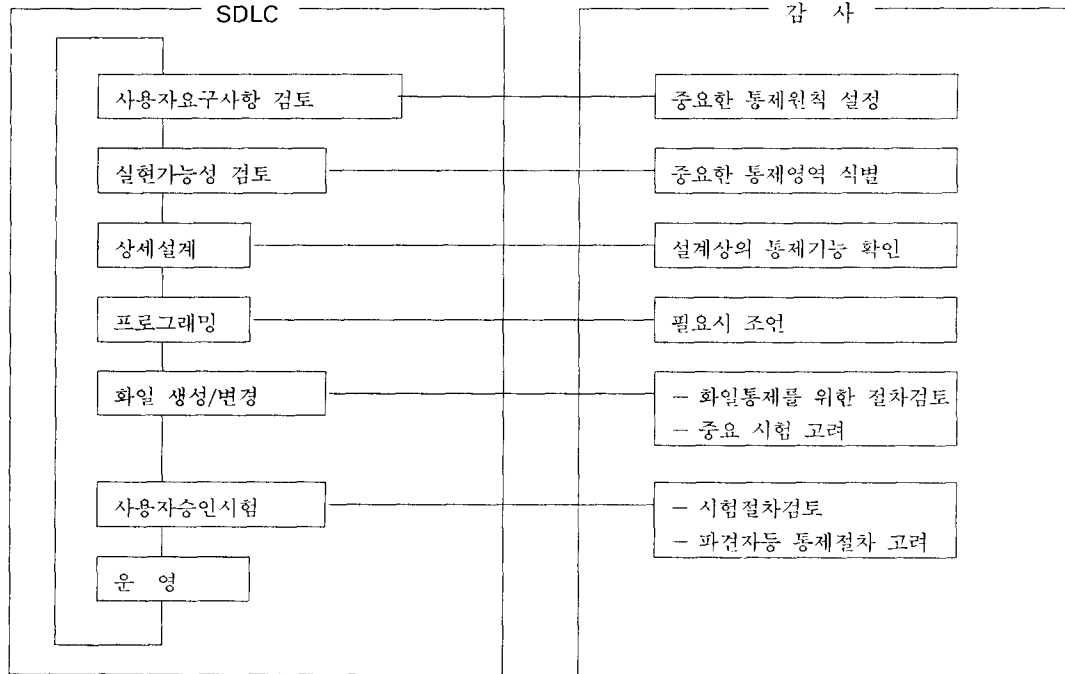 SDLC
감 사
사용자요구사항 검토
중요한 통제원칙 설정
실현가능성 검토
중요한 통제영역 식별
상세설계
설계상의 통제기능 확인
프로그래밍
필요시 조언
화일 생성/변경
- 화일통제를 위한 절차검토
- 중요 시험 고려
사용자승인시험
- 시험절차검토
- 파견자등 통제절차 고려
운 영